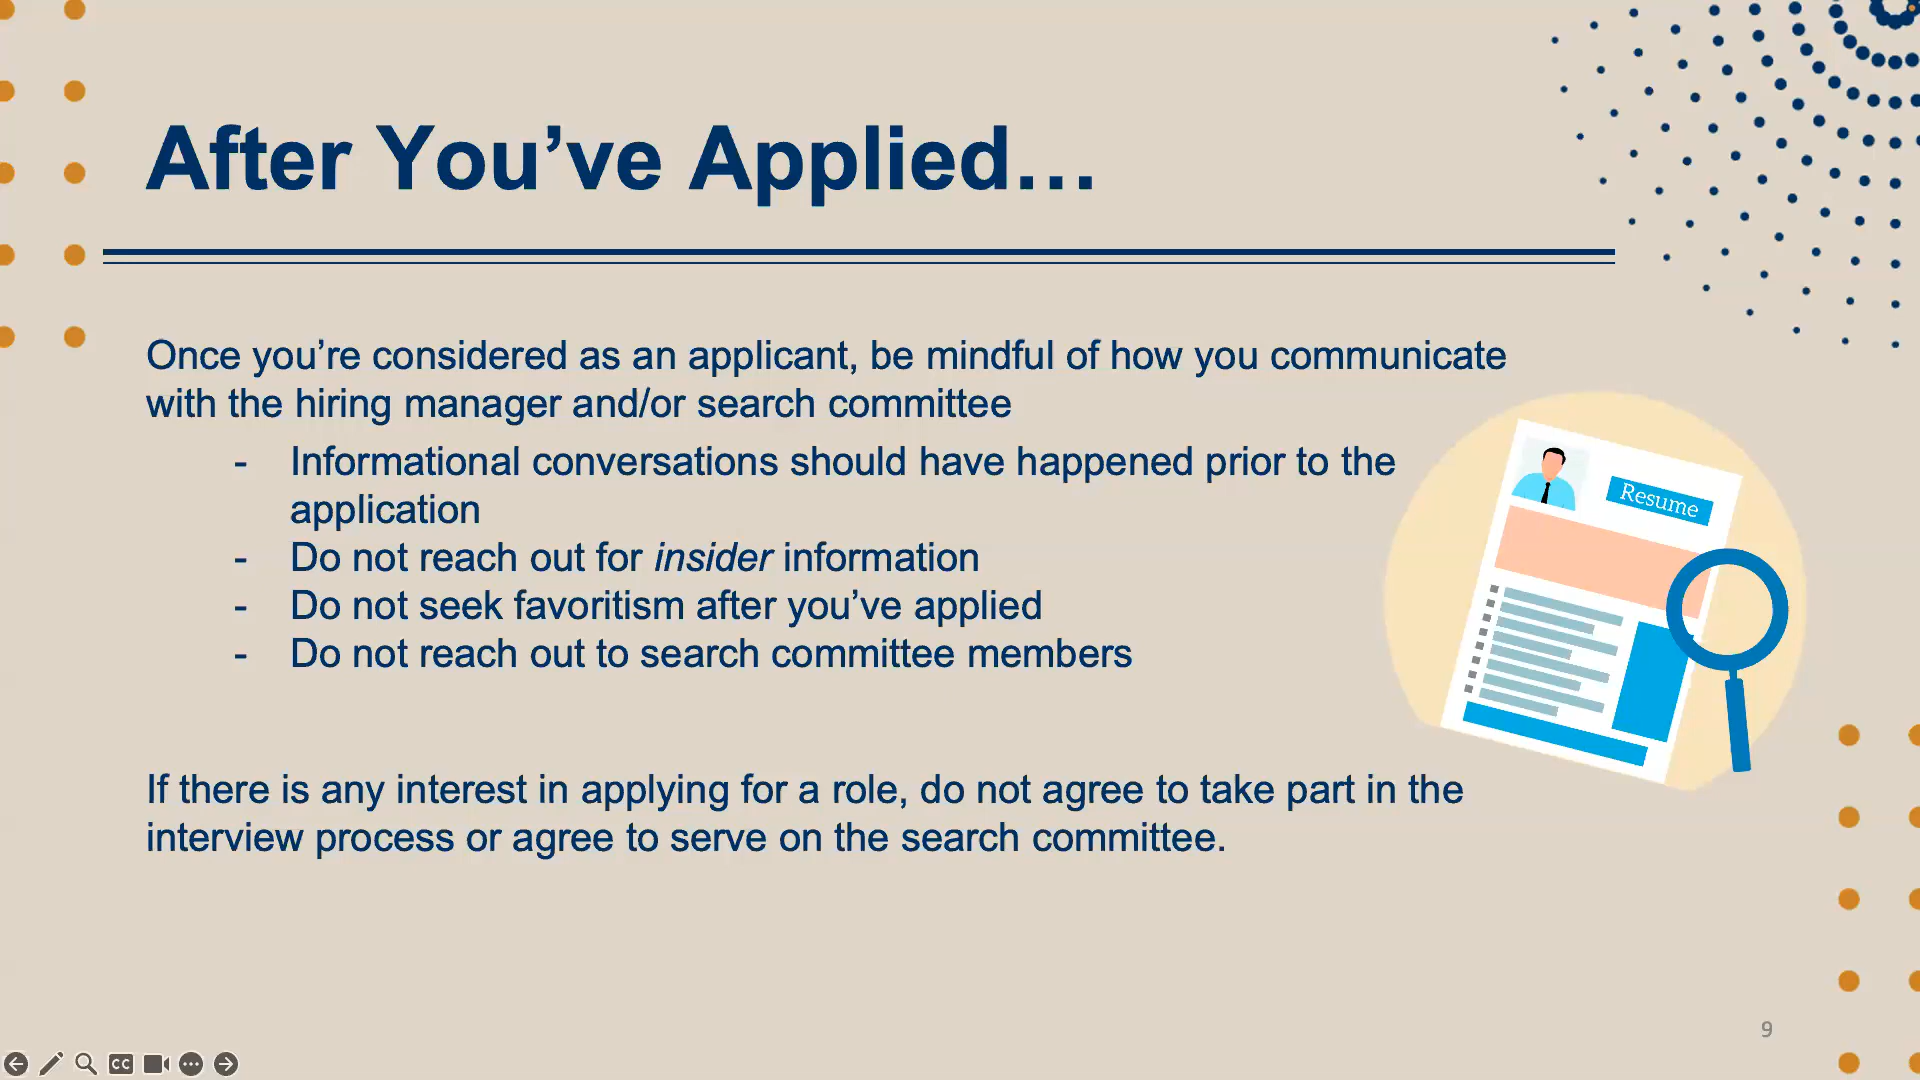 After You’ve Applied…
Once you’re considered as an applicant, be mindful of how you communicate
with the hiring manager and/or search committee
- Informational conversations should have happened prior to the
application
- Do not reach out for insider information
- Do not seek favoritism after you’ve applied
- Do not reach out to search committee members
Resume
If there is any interest in applying for a role, do not agree to take part in the
interview process or agree to serve on the search committee.
9
CC